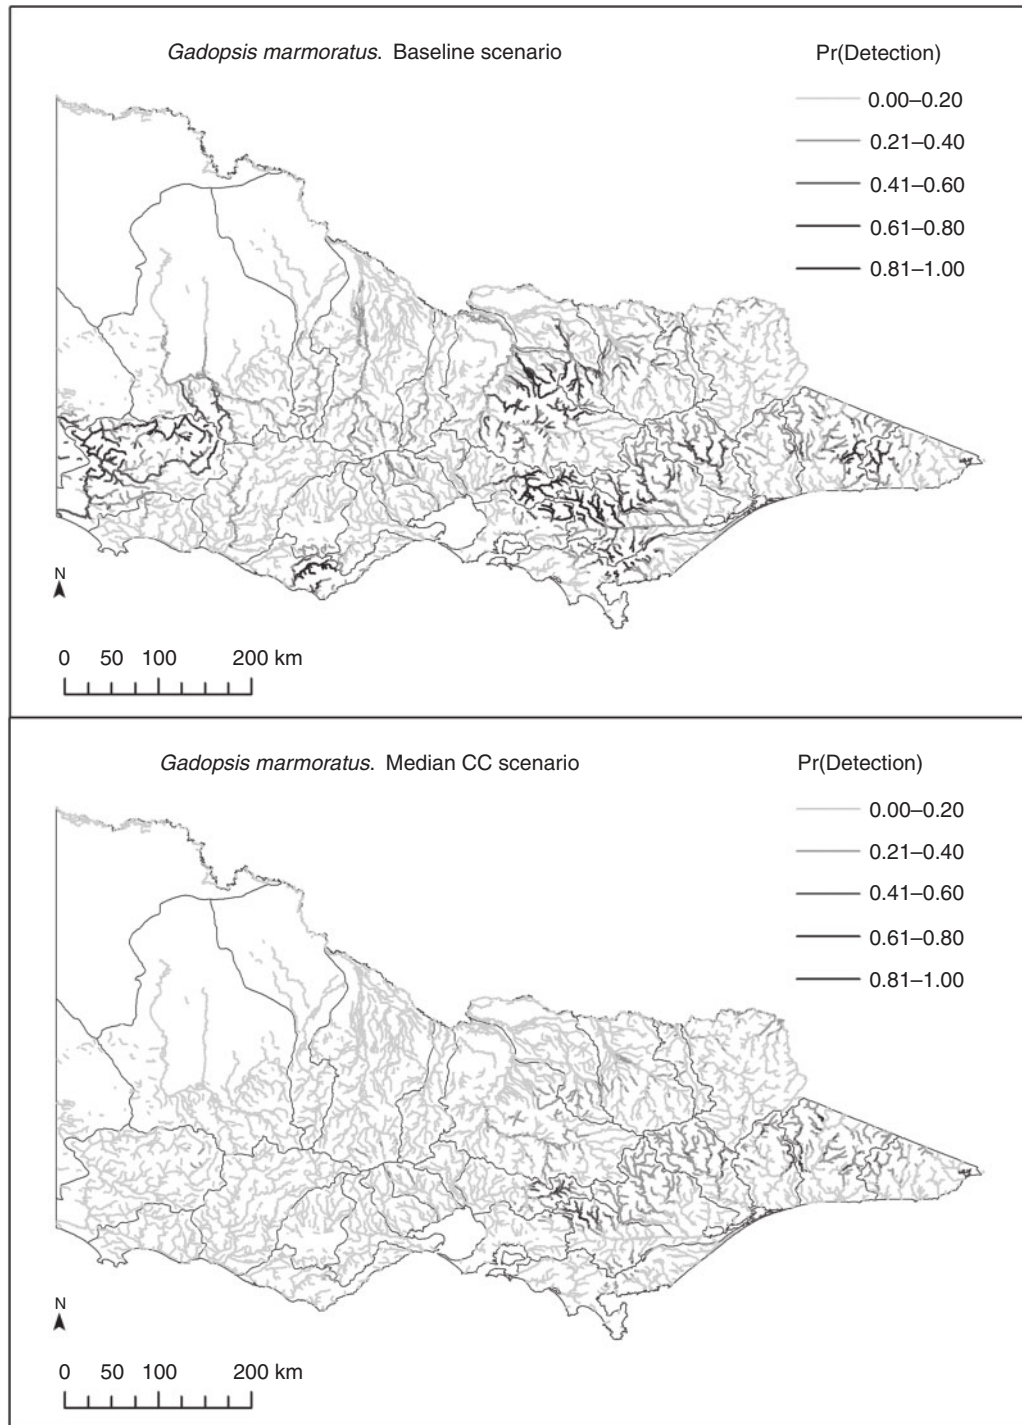 Gadopsis marmoratus. Baseline scenario
Pr(Detection)
0.00–0.20
0.21–0.40
0.41–0.60
0.61–0.80
0.81–1.00
N
0 50 100 200 km
Gadopsis marmoratus. Median CC scenario
Pr(Detection)
0.00–0.20
0.21–0.40
0.41–0.60
0.61–0.80
0.81–1.00
N
0 50 100 200 km